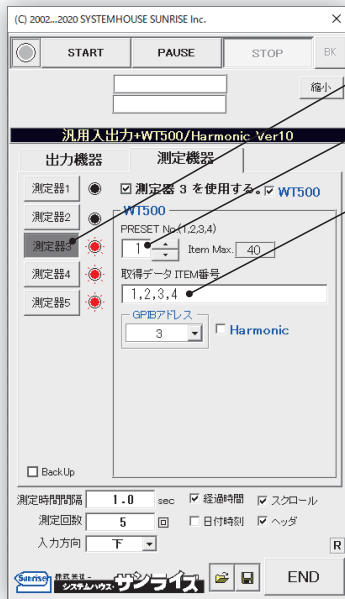 (C) 2002...2020 SYSTEMHOUSE SUNRISE Inc. ×
START PAUSE STOP BK
縮小
汎用入出力+WT500/Harmonic Ver10
出力機器 測定機器
測定器1 測定器 3 を使用する。 WT500
測定器2 WT500
PRESET No.(1,2,3,4)
測定器3 1 Item Max. 40
測定器4 取得データ ITEM番号
測定器5 1,2,3,4
GPIBアドレス
3 Harmonic
BackUp
測定時間間隔 1.0 sec 経過時間 スクロール
測定回数 5 回 日付時刻 ヘッダ
入力方向 下 R
Sunrise 株式会社 システムハウス サンライズ END